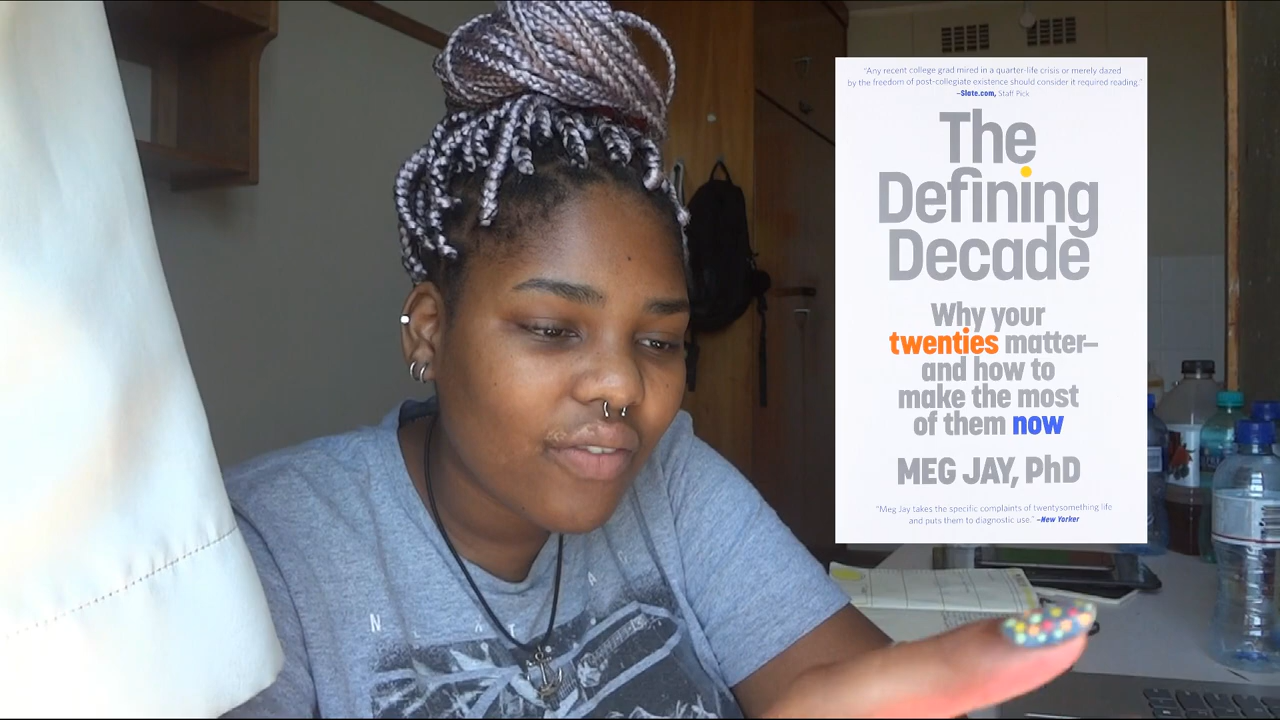 "Any recent college grad mired in a quarter-life crisis or merely dazed
by the freedom of post-collegiate existence should consider it required reading."
–Slate.com, Staff Pick
The
Defining
Decade
Why your
twenties matter–
and how to
make the most
of them now
MEG JAY, PhD
"Meg Jay takes the specific complaints of twentysomething life
and puts them to diagnostic use." –New Yorker